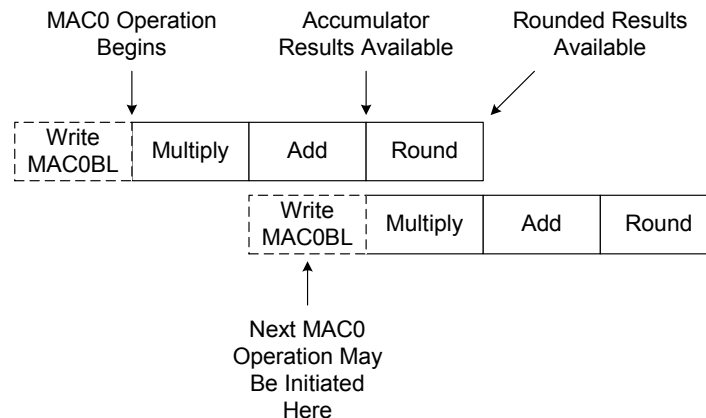 MAC0 Operation
Begins
Accumulator
Results Available
Rounded Results
Available
Write
MAC0BL
Multiply
Add
Round
Write
MAC0BL
Multiply
Add
Round
Next MAC0
Operation May
Be Initiated
Here